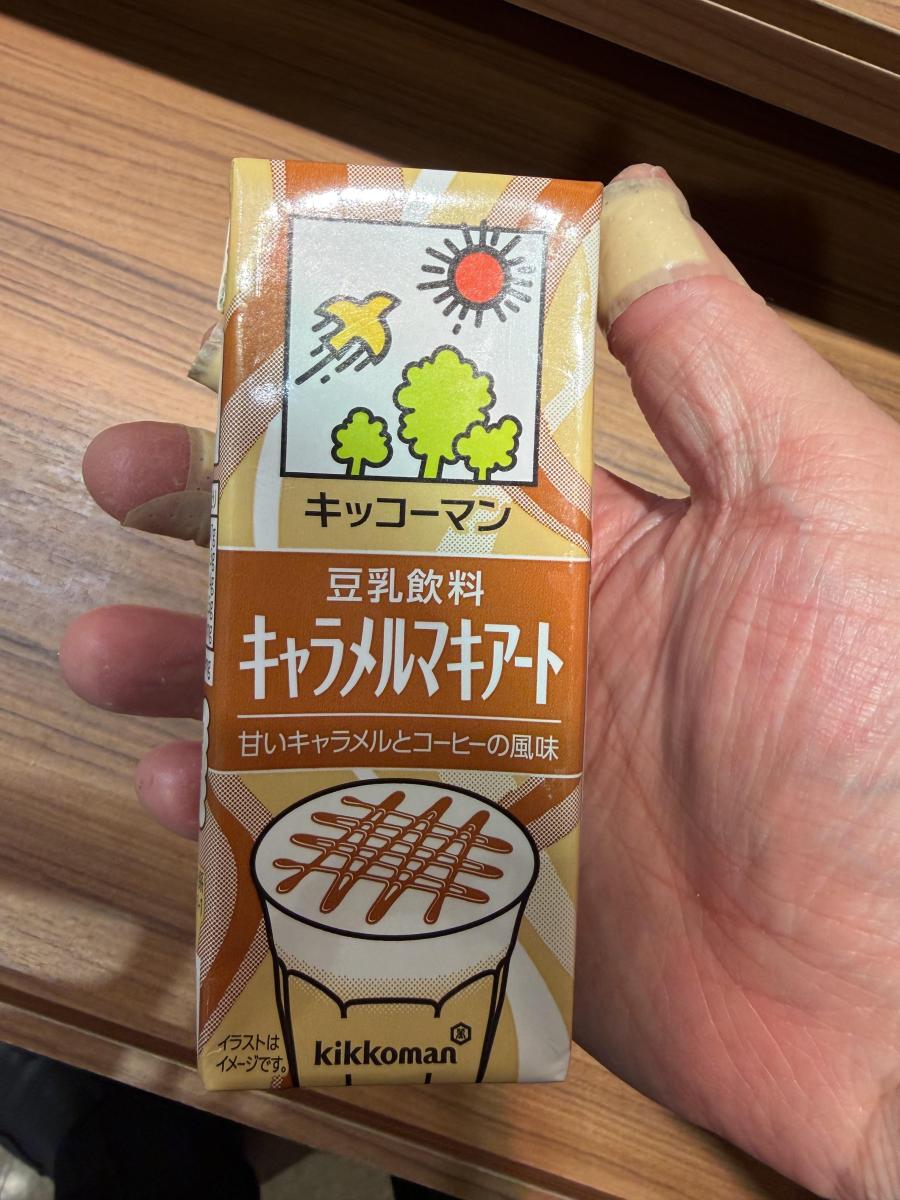 キッコーマン
豆乳飲料
キャラメルマキアート
甘いキャラメルとコーヒーの風味
イラストは
イメージです。
kikkoman